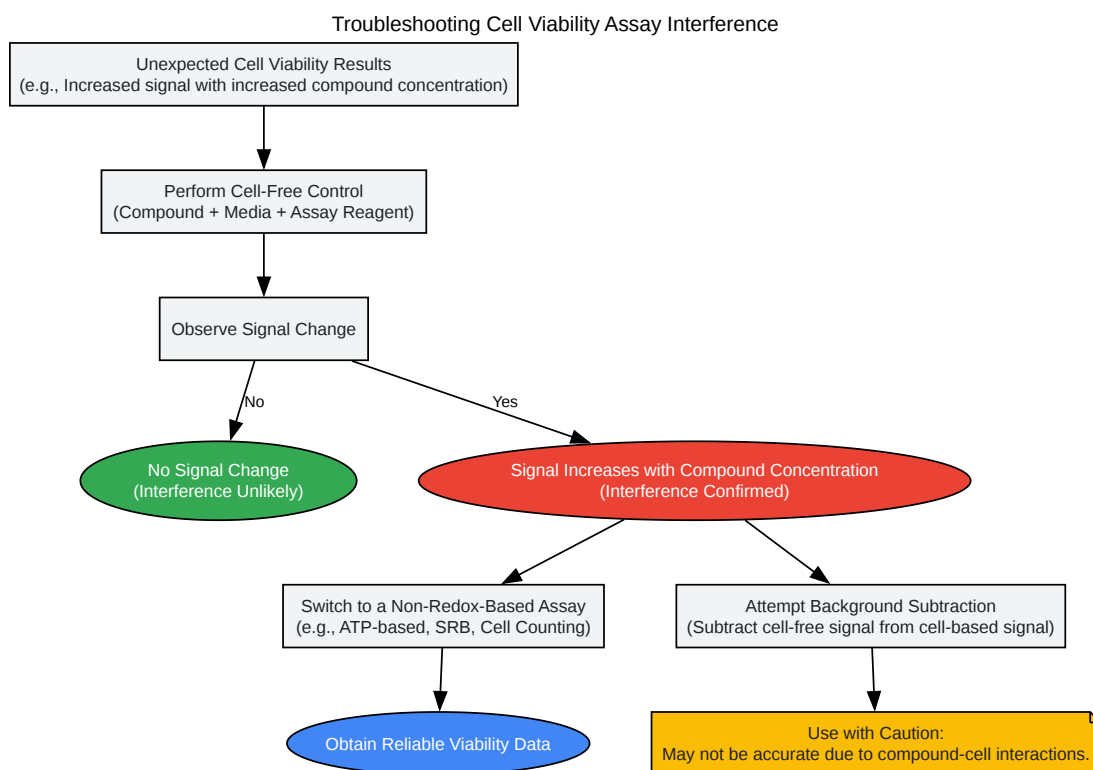 Troubleshooting Cell Viability Assay Interference
Unexpected Cell Viability Results
(e.g., Increased signal with increased compound concentration)
Perform Cell-Free Control
(Compound + Media + Assay Reagent)
Observe Signal Change
No
Yes
No Signal Change
(Interference Unlikely)
Signal Increases with Compound Concentration
(Interference Confirmed)
Switch to a Non-Redox-Based Assay
(e.g., ATP-based, SRB, Cell Counting)
Attempt Background Subtraction
(Subtract cell-free signal from cell-based signal)
Obtain Reliable Viability Data
Use with Caution:
May not be accurate due to compound-cell interactions.